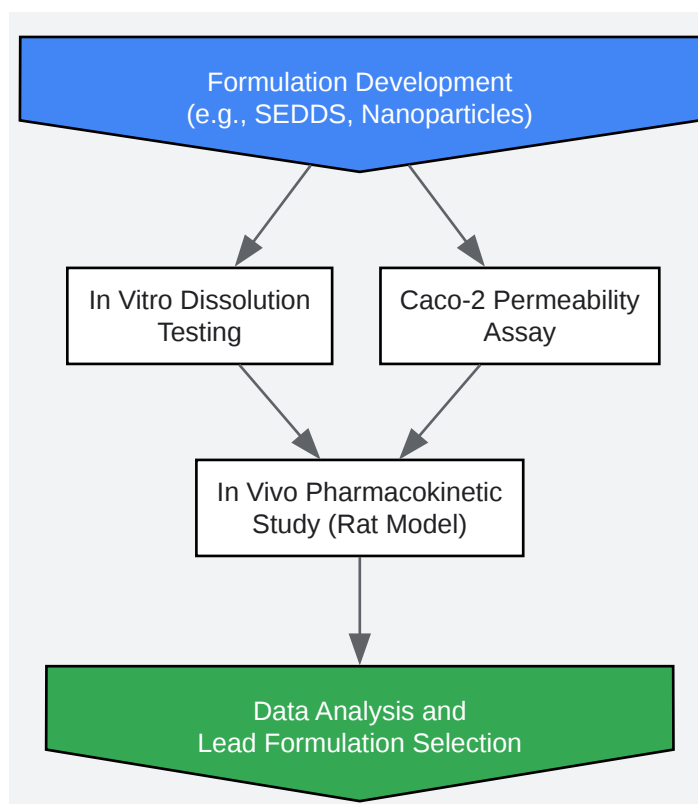 Formulation Development
(e.g., SEDDS, Nanoparticles)
In Vitro Dissolution
Testing
Caco-2 Permeability
Assay
In Vivo Pharmacokinetic
Study (Rat Model)
Data Analysis and
Lead Formulation Selection